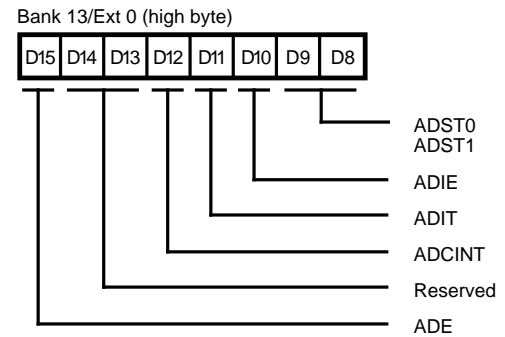 Bank 13/Ext 0 (high byte)
D15 D14 D13 D12 D11 D10 D9 D8
ADST0
ADST1
ADIE
ADIT
ADCINT
Reserved
ADE